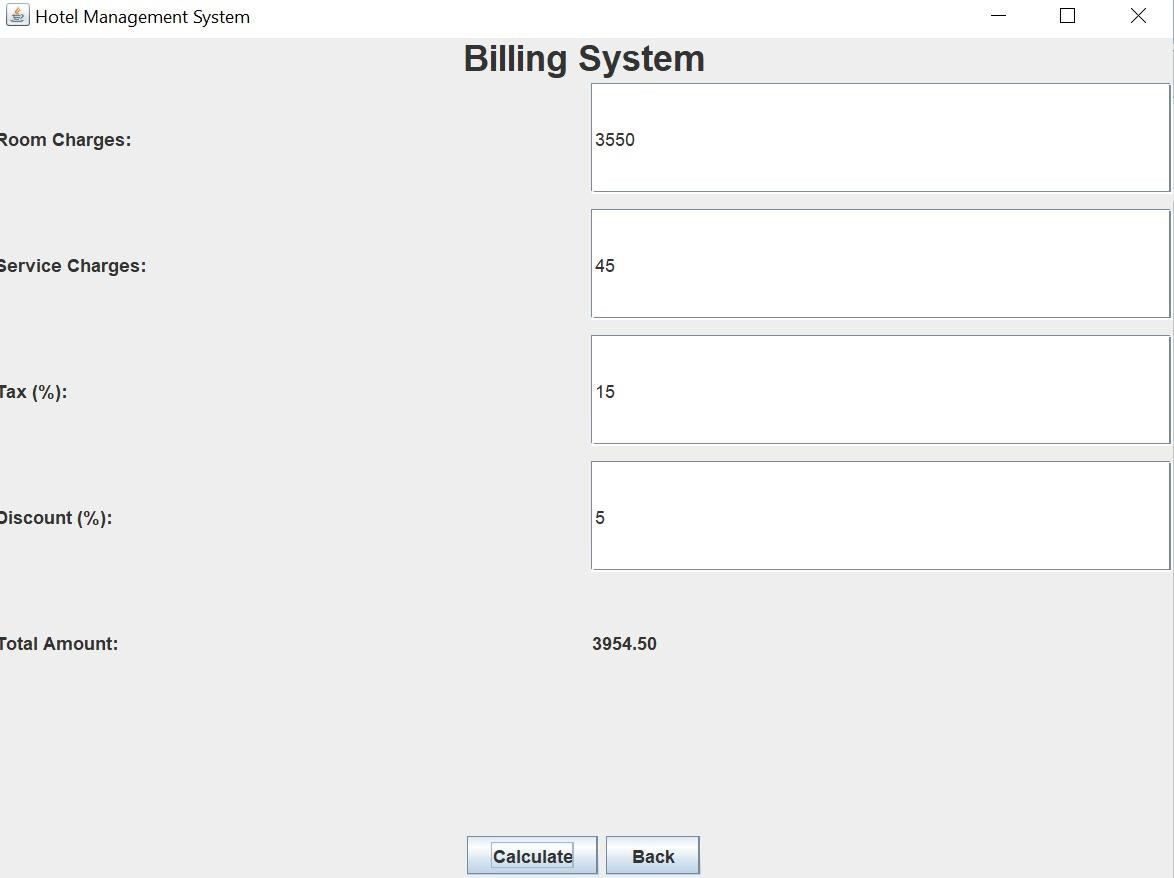 Hotel Management System
Billing System
Room Charges:
3550
Service Charges:
45
Tax (%):
15
Discount (%):
5
Total Amount:
3954.50
Calculate
Back